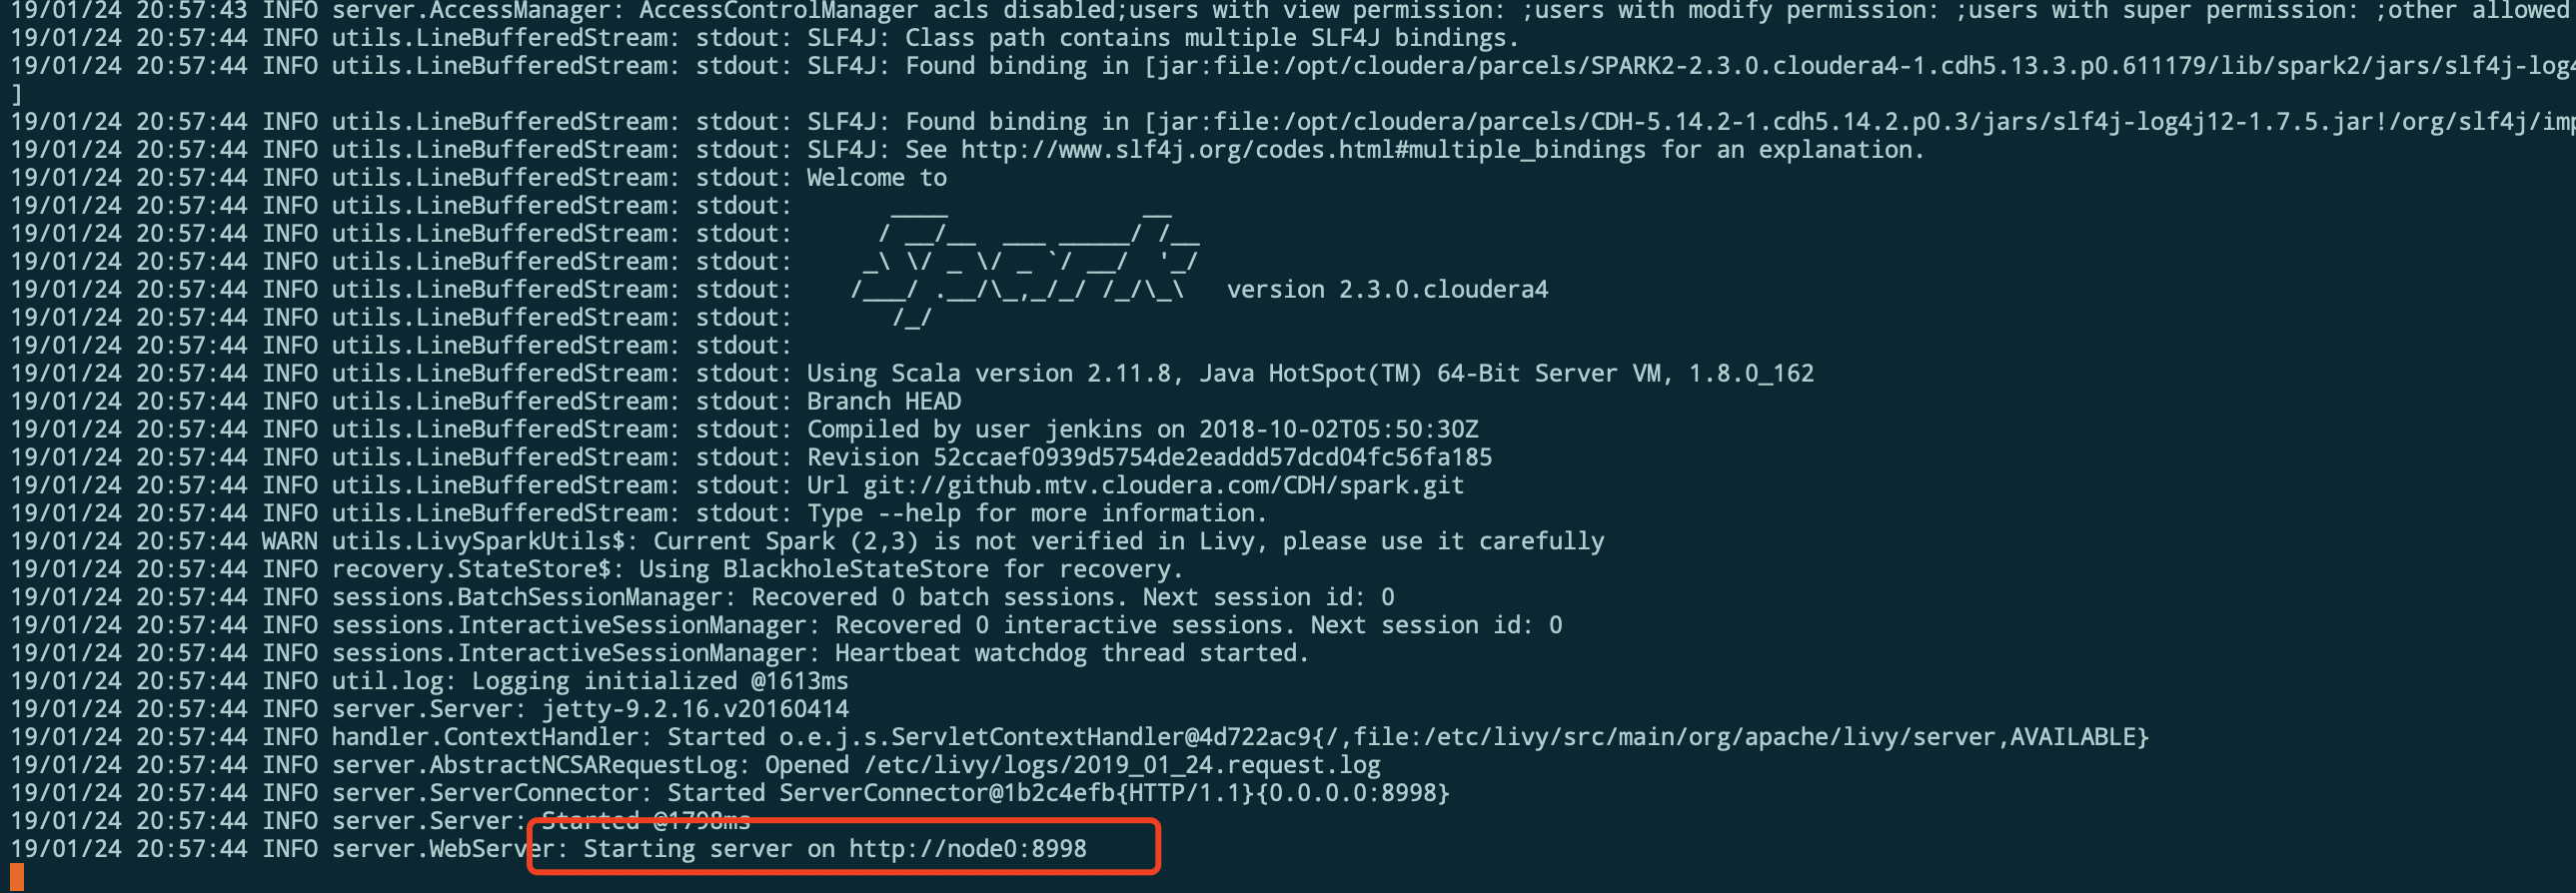 19/01/24 20:57:43 INFO server.AccessManager: AccessControlManager acls disabled;users with view permission: ;users with modify permission: ;users with super permission: ;other allowed
19/01/24 20:57:44 INFO utils.LineBufferedStream: stdout: SLF4J: Class path contains multiple SLF4J bindings.
19/01/24 20:57:44 INFO utils.LineBufferedStream: stdout: SLF4J: Found binding in [jar:file:/opt/cloudera/parcels/SPARK2-2.3.0.cloudera4-1.cdh5.13.3.p0.611179/lib/spark2/jars/slf4j-log4
]
19/01/24 20:57:44 INFO utils.LineBufferedStream: stdout: SLF4J: Found binding in [jar:file:/opt/cloudera/parcels/CDH-5.14.2-1.cdh5.14.2.p0.3/jars/slf4j-log4j12-1.7.5.jar!/org/slf4j/imp
19/01/24 20:57:44 INFO utils.LineBufferedStream: stdout: SLF4J: See http://www.slf4j.org/codes.html#multiple_bindings for an explanation.
19/01/24 20:57:44 INFO utils.LineBufferedStream: stdout: Welcome to
19/01/24 20:57:44 INFO utils.LineBufferedStream: stdout:       ____              __
19/01/24 20:57:44 INFO utils.LineBufferedStream: stdout:      / __/__  ___ _____/ /__
19/01/24 20:57:44 INFO utils.LineBufferedStream: stdout:     _\ \/ _ \/ _ `/ __/  '_/
19/01/24 20:57:44 INFO utils.LineBufferedStream: stdout:    /___/ .__/\_,_/_/ /_/\_\   version 2.3.0.cloudera4
19/01/24 20:57:44 INFO utils.LineBufferedStream: stdout:       /_/
19/01/24 20:57:44 INFO utils.LineBufferedStream: stdout:
19/01/24 20:57:44 INFO utils.LineBufferedStream: stdout: Using Scala version 2.11.8, Java HotSpot(TM) 64-Bit Server VM, 1.8.0_162
19/01/24 20:57:44 INFO utils.LineBufferedStream: stdout: Branch HEAD
19/01/24 20:57:44 INFO utils.LineBufferedStream: stdout: Compiled by user jenkins on 2018-10-02T05:50:30Z
19/01/24 20:57:44 INFO utils.LineBufferedStream: stdout: Revision 52ccaef0939d5754de2eaddd57dcd04fc56fa185
19/01/24 20:57:44 INFO utils.LineBufferedStream: stdout: Url git://github.mtv.cloudera.com/CDH/spark.git
19/01/24 20:57:44 INFO utils.LineBufferedStream: stdout: Type --help for more information.
19/01/24 20:57:44 WARN utils.LivySparkUtils$: Current Spark (2,3) is not verified in Livy, please use it carefully
19/01/24 20:57:44 INFO recovery.StateStore$: Using BlackholeStateStore for recovery.
19/01/24 20:57:44 INFO sessions.BatchSessionManager: Recovered 0 batch sessions. Next session id: 0
19/01/24 20:57:44 INFO sessions.InteractiveSessionManager: Recovered 0 interactive sessions. Next session id: 0
19/01/24 20:57:44 INFO sessions.InteractiveSessionManager: Heartbeat watchdog thread started.
19/01/24 20:57:44 INFO util.log: Logging initialized @1613ms
19/01/24 20:57:44 INFO server.Server: jetty-9.2.16.v20160414
19/01/24 20:57:44 INFO handler.ContextHandler: Started o.e.j.s.ServletContextHandler@4d722ac9{/,file:/etc/livy/src/main/org/apache/livy/server,AVAILABLE}
19/01/24 20:57:44 INFO server.AbstractNCSARequestLog: Opened /etc/livy/logs/2019_01_24.request.log
19/01/24 20:57:44 INFO server.ServerConnector: Started ServerConnector@1b2c4efb{HTTP/1.1}{0.0.0.0:8998}
19/01/24 20:57:44 INFO server.Server: Started @1798ms
19/01/24 20:57:44 INFO server.WebServer: Starting server on http://node0:8998